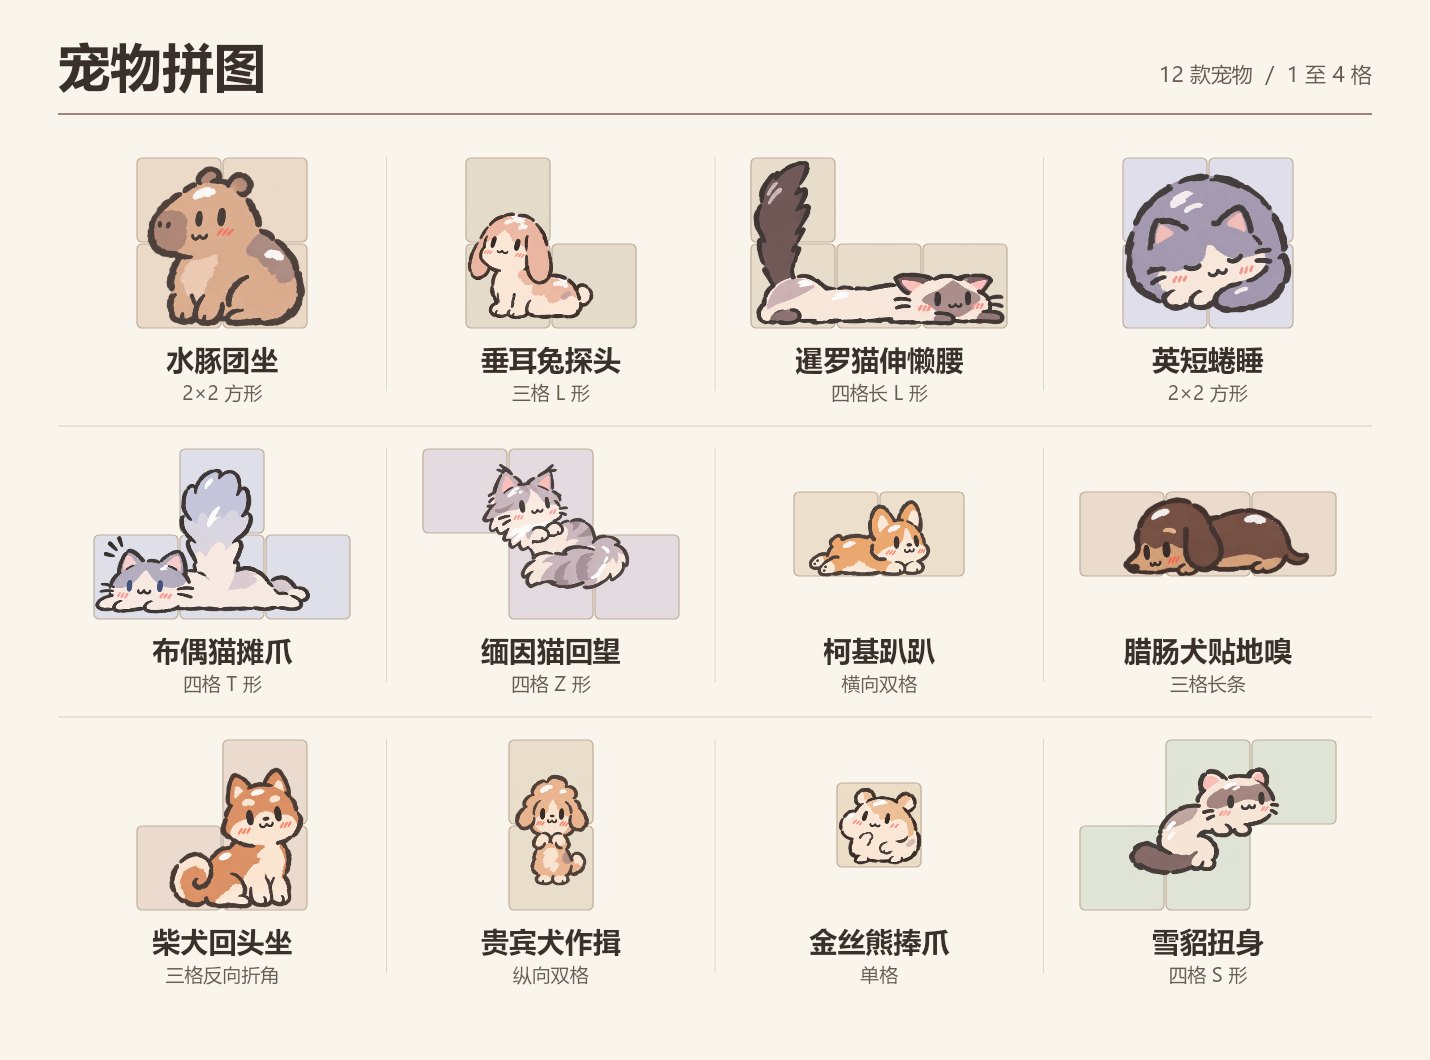 宠物拼图
12 款宠物 / 1 至 4 格
水豚团坐
2×2 方形
垂耳兔探头
三格 L 形
暹罗猫伸懒腰
四格长 L 形
英短蜷睡
2×2 方形
布偶猫摊爪
四格 T 形
缅因猫回望
四格 Z 形
柯基趴趴
横向双格
腊肠犬贴地嗅
三格长条
柴犬回头坐
三格反向折角
贵宾犬作揖
纵向双格
金丝熊捧爪
单格
雪貂扭身
四格 S 形